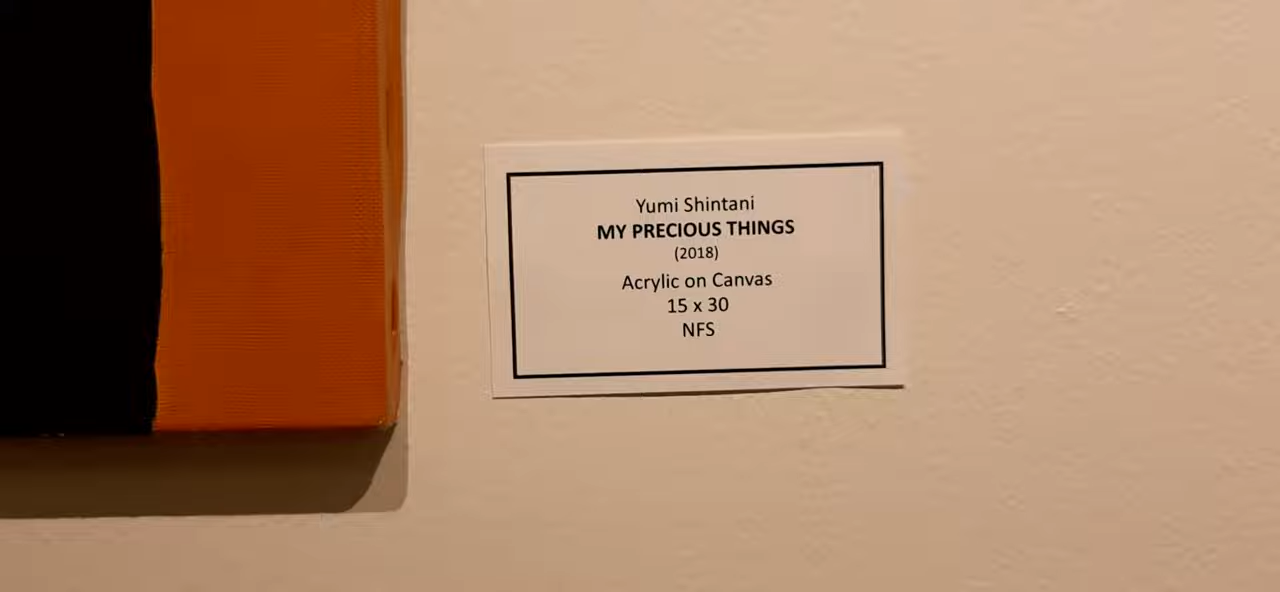 Yumi Shintani
MY PRECIOUS THINGS
(2018)
Acrylic on Canvas
15 x 30
NFS